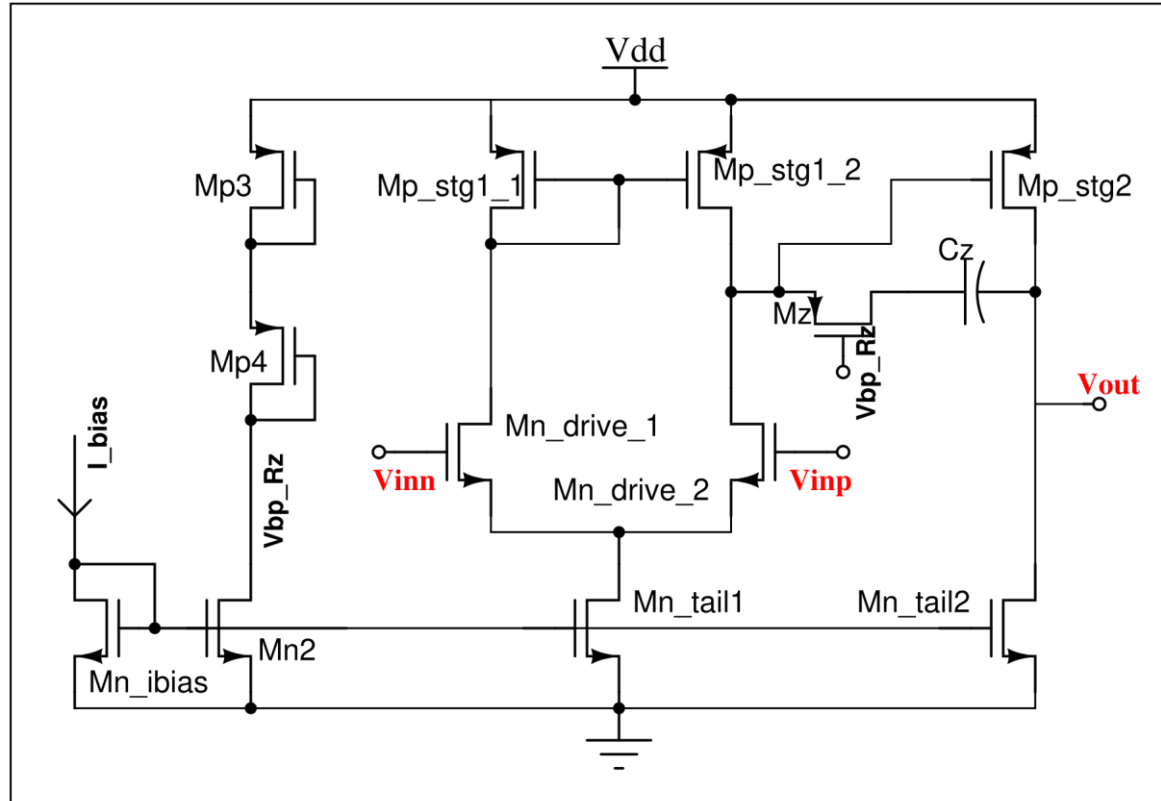 Vdd
Mp3
Mp_stg1_1
Mp_stg1_2
Mp_stg2
Cz
Mz
Vbp_Rz
Mp4
Vout
I_bias
Vbp_Rz
Vinn
Mn_drive_1
Mn_drive_2
Vinp
Mn_ibias
Mn2
Mn_tail1
Mn_tail2